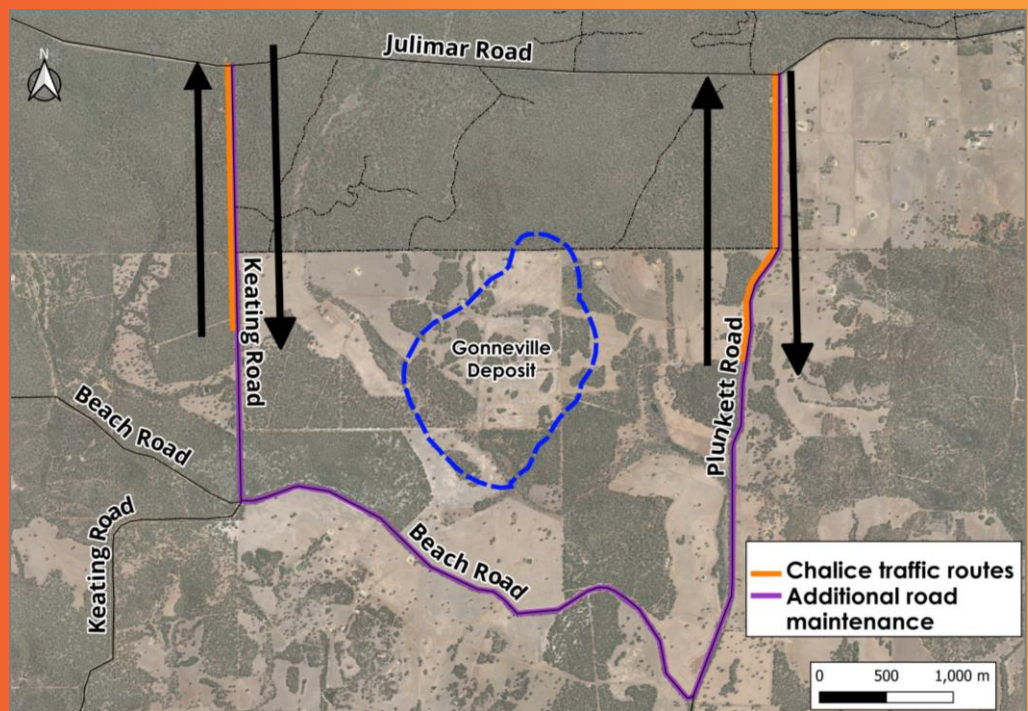 Julimar Road
N
Keating Road
Gonneville
Deposit
Plunkett Road
Beach Road
Keating Road
Beach Road
Chalice traffic routes
Additional road
maintenance
0 500 1,000 m